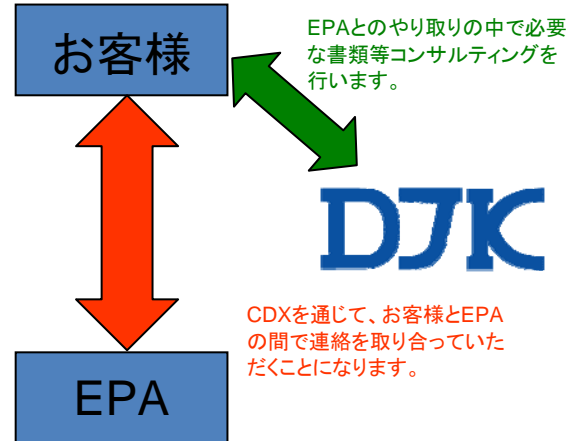 お客様
EPAとのやり取りの中で必要
な書類等コンサルティングを
行います。
DJK
CDXを通じて、お客様とEPA
の間で連絡を取り合っていた
だくことになります。
EPA